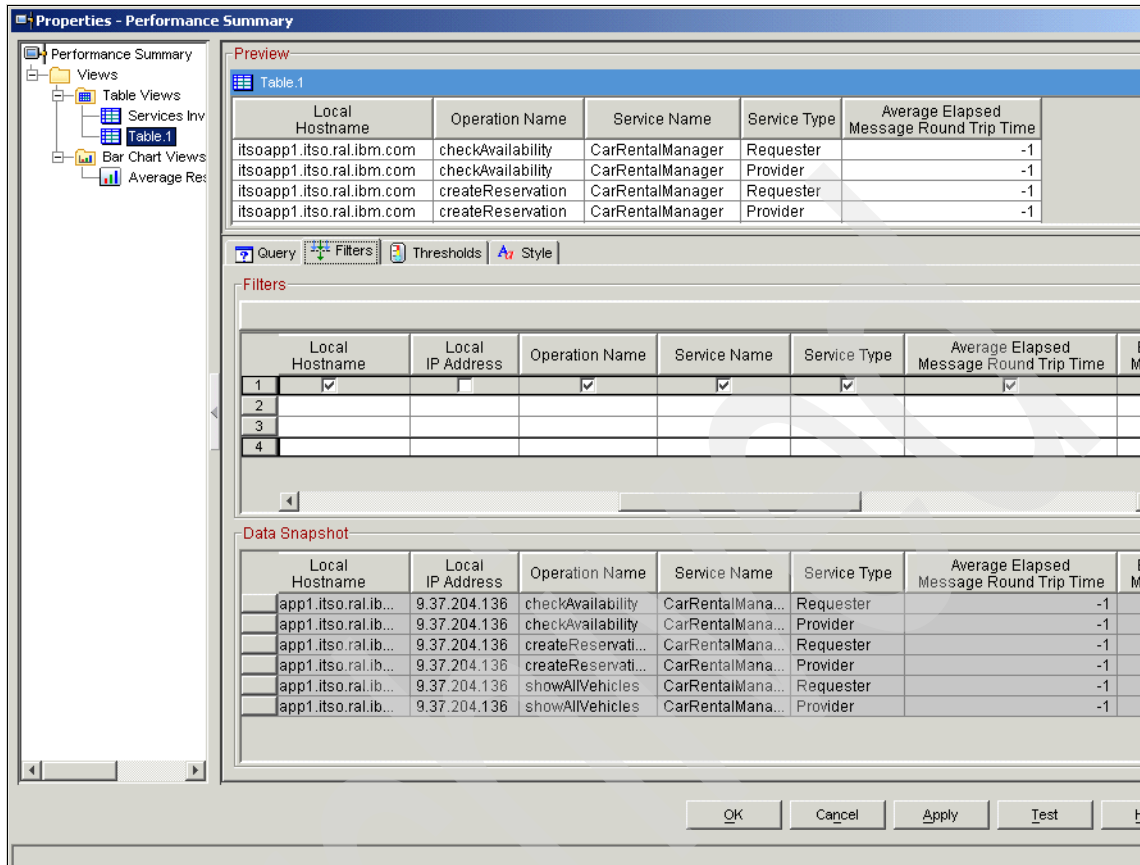 Properties - Performance Summary
Performance Summary
Views
Table Views
Services Inv
Table.1
Bar Chart Views
Average Res
Preview
Table.1
Local Hostname Operation Name Service Name Service Type Average Elapsed Message Round Trip Time
itsoapp1.itso.ral.ibm.com checkAvailability CarRentalManager Requester -1
itsoapp1.itso.ral.ibm.com checkAvailability CarRentalManager Provider -1
itsoapp1.itso.ral.ibm.com createReservation CarRentalManager Requester -1
itsoapp1.itso.ral.ibm.com createReservation CarRentalManager Provider -1
Query Filters Thresholds Style
Filters
Local Hostname Local IP Address Operation Name Service Name Service Type Average Elapsed Message Round Trip Time
1
2
3
4
Data Snapshot
Local Hostname Local IP Address Operation Name Service Name Service Type Average Elapsed Message Round Trip Time
app1.itso.ral.ib... 9.37.204.136 checkAvailability CarRentalMana... Requester -1
app1.itso.ral.ib... 9.37.204.136 checkAvailability CarRentalMana... Provider -1
app1.itso.ral.ib... 9.37.204.136 createReservati... CarRentalMana... Requester -1
app1.itso.ral.ib... 9.37.204.136 createReservati... CarRentalMana... Provider -1
app1.itso.ral.ib... 9.37.204.136 showAllVehicles CarRentalMana... Requester -1
app1.itso.ral.ib... 9.37.204.136 showAllVehicles CarRentalMana... Provider -1
OK Cancel Apply Test